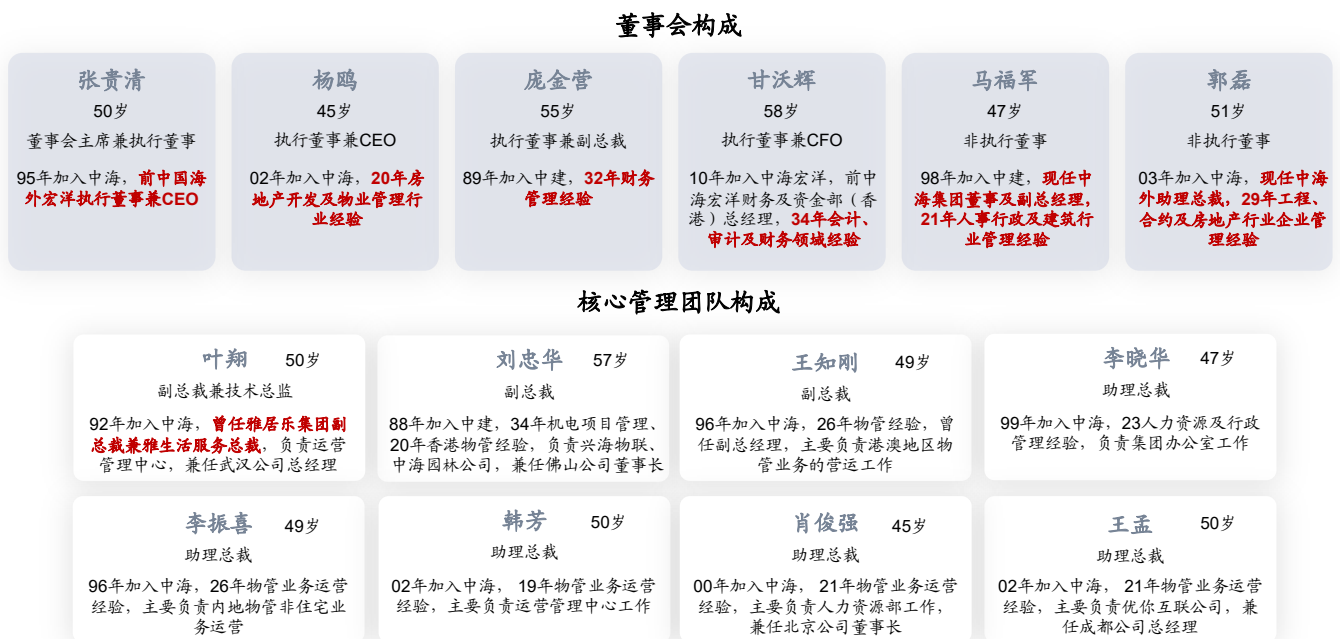 董事会构成
张贵清
50岁
董事会主席兼执行董事
95年加入中海，前中国海
外宏洋执行董事兼CEO
杨鸥
45岁
执行董事兼CEO
02年加入中海，20年房
地产开发及物业管理行
业经验
庞金营
55岁
执行董事兼副总裁
89年加入中建，32年财务
管理经验
甘沃辉
58岁
执行董事兼CFO
10年加入中海宏洋，前中
海宏洋财务及资金部（香
港）总经理，34年会计、
审计及财务领域经验
马福军
47岁
非执行董事
98年加入中建，现任中
海集团董事及副总经理，
21年人事行政及建筑行
业管理经验
郭磊
51岁
非执行董事
03年加入中海，现任中海
外助理总裁，29年工程、
合约及房地产行业企业管
理经验
核心管理团队构成
叶翔 50岁
副总裁兼技术总监
92年加入中海，曾任雅居乐集团副
总裁兼雅生活服务总裁，负责运营
管理中心，兼任武汉公司总经理
刘忠华 57岁
副总裁
88年加入中建，34年机电项目管理、
20年香港物管经验，负责兴海物联、
中海园林公司，兼任佛山公司董事长
王知刚 49岁
副总裁
96年加入中海，26年物管经验，曾
任副总经理，主要负责港澳地区物
管业务的营运工作
李晓华 47岁
助理总裁
99年加入中海，23人力资源及行政
管理经验，负责集团办公室工作
李振喜 49岁
助理总裁
96年加入中海，26年物管业务运营
经验，主要负责内地物管非住宅业
务运营
韩芳 50岁
助理总裁
02年加入中海， 19年物管业务运营
经验，主要负责运营管理中心工作
肖俊强 45岁
助理总裁
00年加入中海， 21年物管业务运营
经验，主要负责人力资源部工作，
兼任北京公司董事长
王孟 50岁
助理总裁
02年加入中海， 21年物管业务运营
经验，主要负责优你互联公司，兼
任成都公司总经理